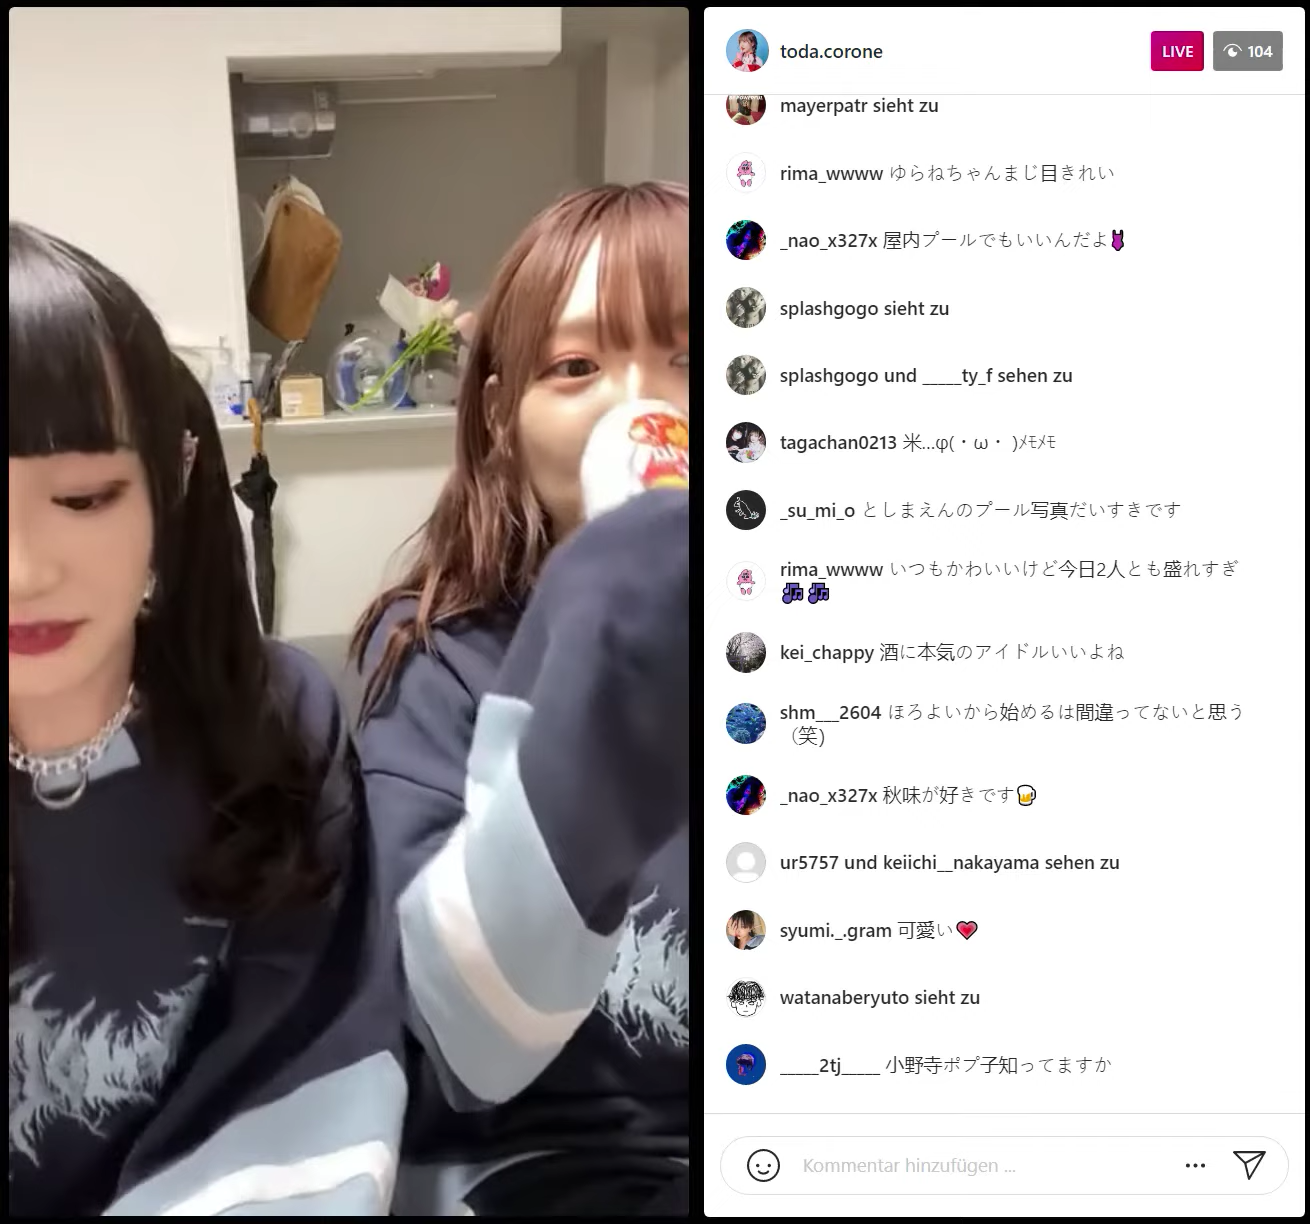 toda.corone
LIVE
104
mayerpatr sieht zu
rima_wwww ゆらねちゃんまじ目きれい
_nao_x327x 屋内プールでもいいんだよ🩱
splashgogo sieht zu
splashgogo und _____ty_f sehen zu
tagachan0213 米...φ(・ω・ )ﾒﾓﾒﾓ
_su_mi_o としまえんのプール写真だいすきです
rima_wwww いつもかわいいけど今日2人とも盛れすぎ
🎶🎶
kei_chappy 酒に本気のアイドルいいよね
shm___2604 ほろよいから始めるは間違ってないと思う
（笑)
_nao_x327x 秋味が好きです🍺
ur5757 und keiichi__nakayama sehen zu
syumi._.gram 可愛い💗
watanaberyuto sieht zu
_____2tj_____ 小野寺ポプ子知ってますか
Kommentar hinzufügen ...